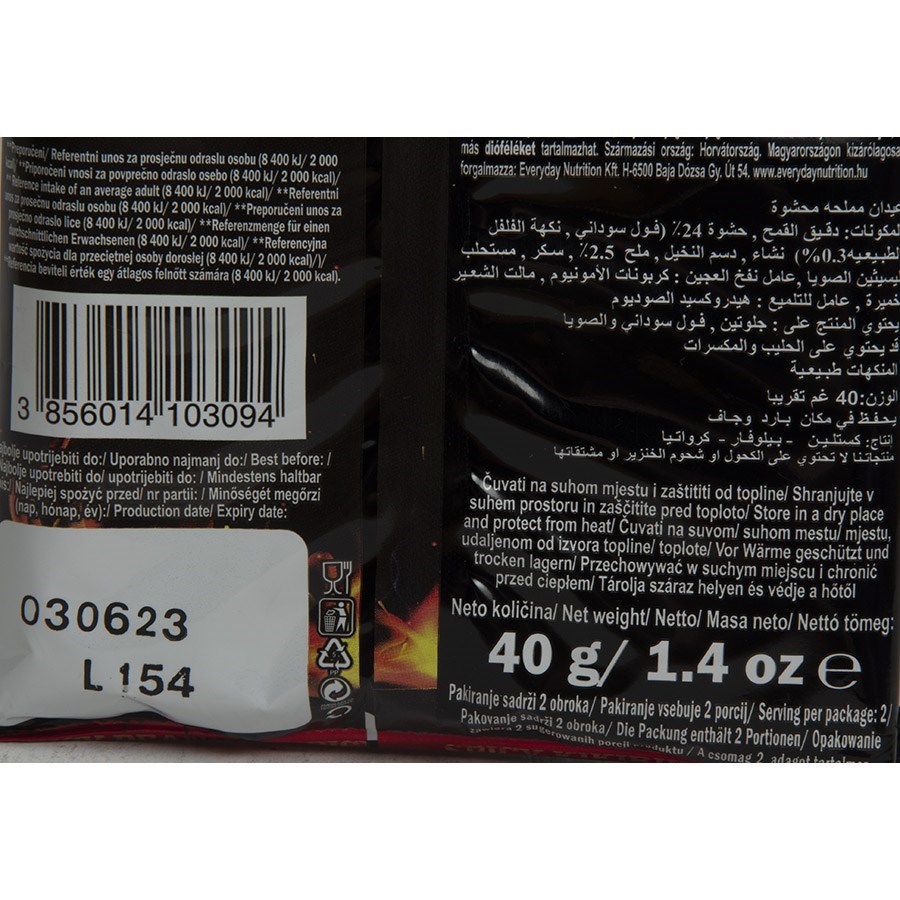 **Preporučeni/ Referentni unos za prosječnu odraslu osobu (8 400 kJ/ 2 000
kcal)/ **Priporočeni vnosi za povprečno odraslo osebo (8 400 kJ/ 2 000 kcal)/
**Reference intake of an average adult (8 400 kJ/ 2 000 kcal)/ **Referentni
unos za prosečnu odraslu osobu (8 400 kJ/ 2 000 kcal)/ **Preporučeni unos za
prosječno odraslo lice (8 400 kJ/ 2 000 kcal)/ **Referenzmenge für einen
durchschnittlichen Erwachsenen (8 400 kJ/ 2 000 kcal)/ **Referencyjna
wartość spożycia dla przeciętnej osoby dorosłej (8 400 kJ/ 2 000 kcal)/)/
**Referencia beviteli érték egy átlagos felnőtt számára (8 400 kJ/ 2 000 kcal).
3 856014 103094
Najbolje upotrijebiti do:/ Uporabno najmanj do:/ Best before: /
Najbolje upotrebiti do:/ upotrijebiti do: / Mindestens haltbar
Najlepiej spożyć przed/ nr partii: / Minőségét megőrzi
(nap, hónap, év):/ Production date/ Expiry date:
030623
L 154
más dióféléket tartalmazhat. Származási ország: Horvátország. Magyarországon kizárólagos
forgalmazza: Everyday Nutrition Kft. H-6500 Baja Dózsa Gy. Út 54. www.everydaynutrition.hu
عيدان مملحه محشوة
المكونات: دقيق القمح , حشوة 24٪ (فول سوداني , نكهة الفلفل
الطبيعيه0.3%) نشاء , دسم النخيل , ملح 2.5٪ , سكر , مستحلب
ليسيثين الصويا , عامل نفخ العجين : كربونات الأمونيوم , مالت الشعير
خميرة , عامل للتلميع : هيدروكسيد الصوديوم
يحتوي المنتج على : جلوتين , فول سوداني والصويا
قد يحتوي على الحليب والمكسرات
المنكهات طبيعية
الوزن:40 غم تقريبا
يحفظ في مكان بارد وجاف
إنتاج: كستلين - بيلوفار - كرواتيا
منتجاتنا لا تحتوي على الكحول او شحوم الخنزير او مشتقاتها
Čuvati na suhom mjestu i zaštititi od topline/ Shranjujte v
suhem prostoru in zaščitite pred toploto/ Store in a dry place
and protect from heat/ Čuvati na suvom/ suhom mestu/ mjestu,
udaljenom od izvora topline/ toplote/ Vor Wärme geschützt und
trocken lagern/ Przechowywać w suchym miejscu i chronić
przed ciepłem/ Tárolja száraz helyen és védje a hőtől
Neto količina/ Net weight/ Netto/ Masa neto/ Nettó tömeg:
40 g/ 1.4 oz ℮
Pakiranje sadrži 2 obroka/ Pakiranje vsebuje 2 porcij/ Serving per package: 2/
Pakovanje sadrži 2 obroka/ Die Packung enthält 2 Portionen/ Opakowanie
zawiera 2 sugerowanych porcji produktu / A csomag 2 adagot tartalmaz